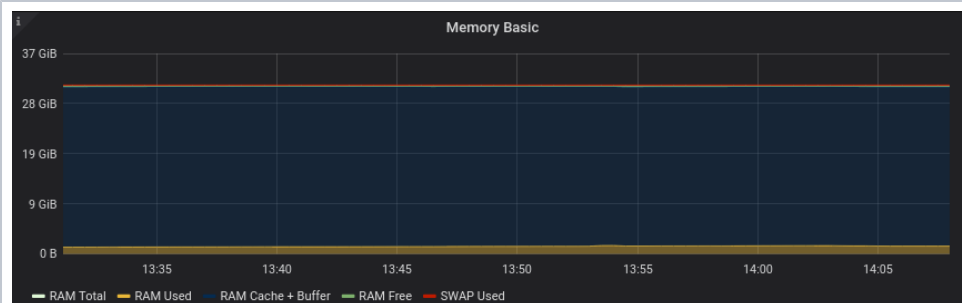 i
Memory Basic
37 GiB
28 GiB
19 GiB
9 GiB
0 B
13:35 13:40 13:45 13:50 13:55 14:00 14:05
RAM Total RAM Used RAM Cache + Buffer RAM Free SWAP Used